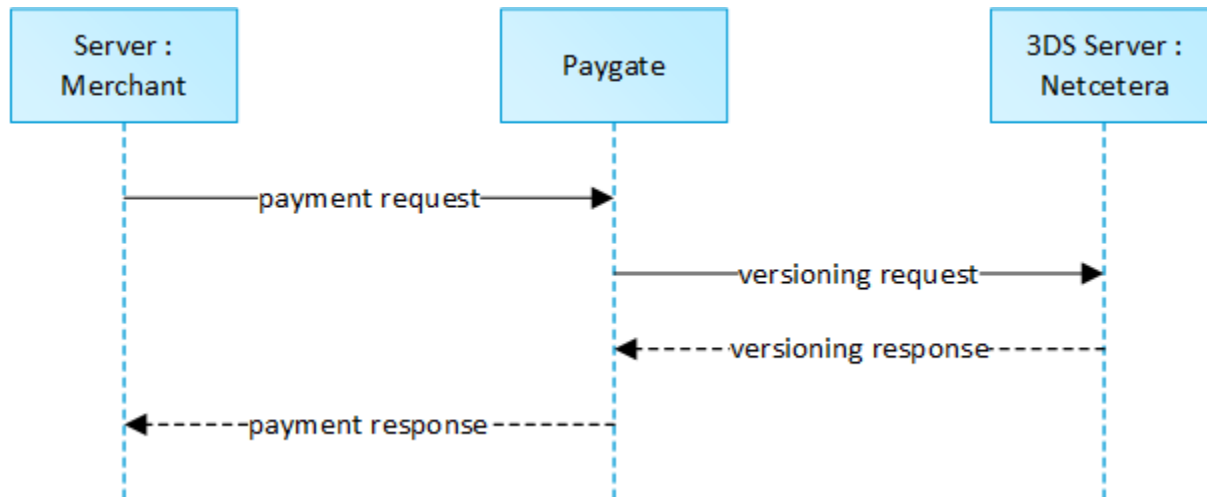 Server :
Merchant
Paygate
3DS Server :
Netcetera
payment request
versioning request
versioning response
payment response